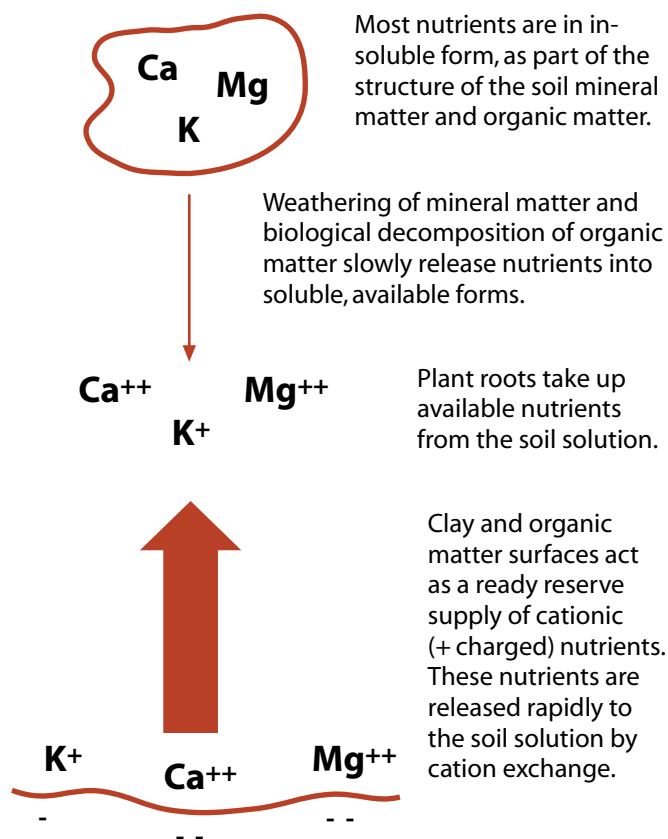 Ca
Mg
K
Most nutrients are in in-
soluble form, as part of the
structure of the soil mineral
matter and organic matter.
Weathering of mineral matter and
biological decomposition of organic
matter slowly release nutrients into
soluble, available forms.
Ca++
Mg++
K+
Plant roots take up
available nutrients
from the soil solution.
Clay and organic
matter surfaces act
as a ready reserve
supply of cationic
(+ charged) nutrients.
These nutrients are
released rapidly to
the soil solution by
cation exchange.
K+
Ca++
Mg++
-
- -
- -